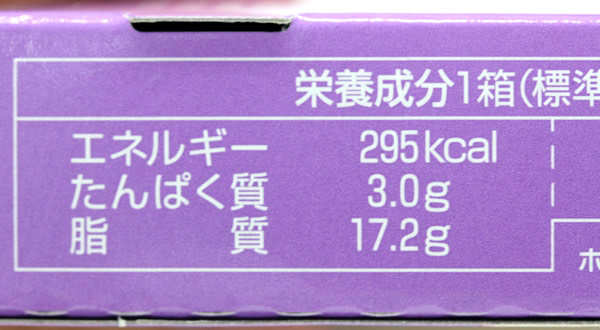 栄養成分1箱(標準
エネルギー 295kcal
たんぱく質 3.0g
脂質 17.2g
ホ